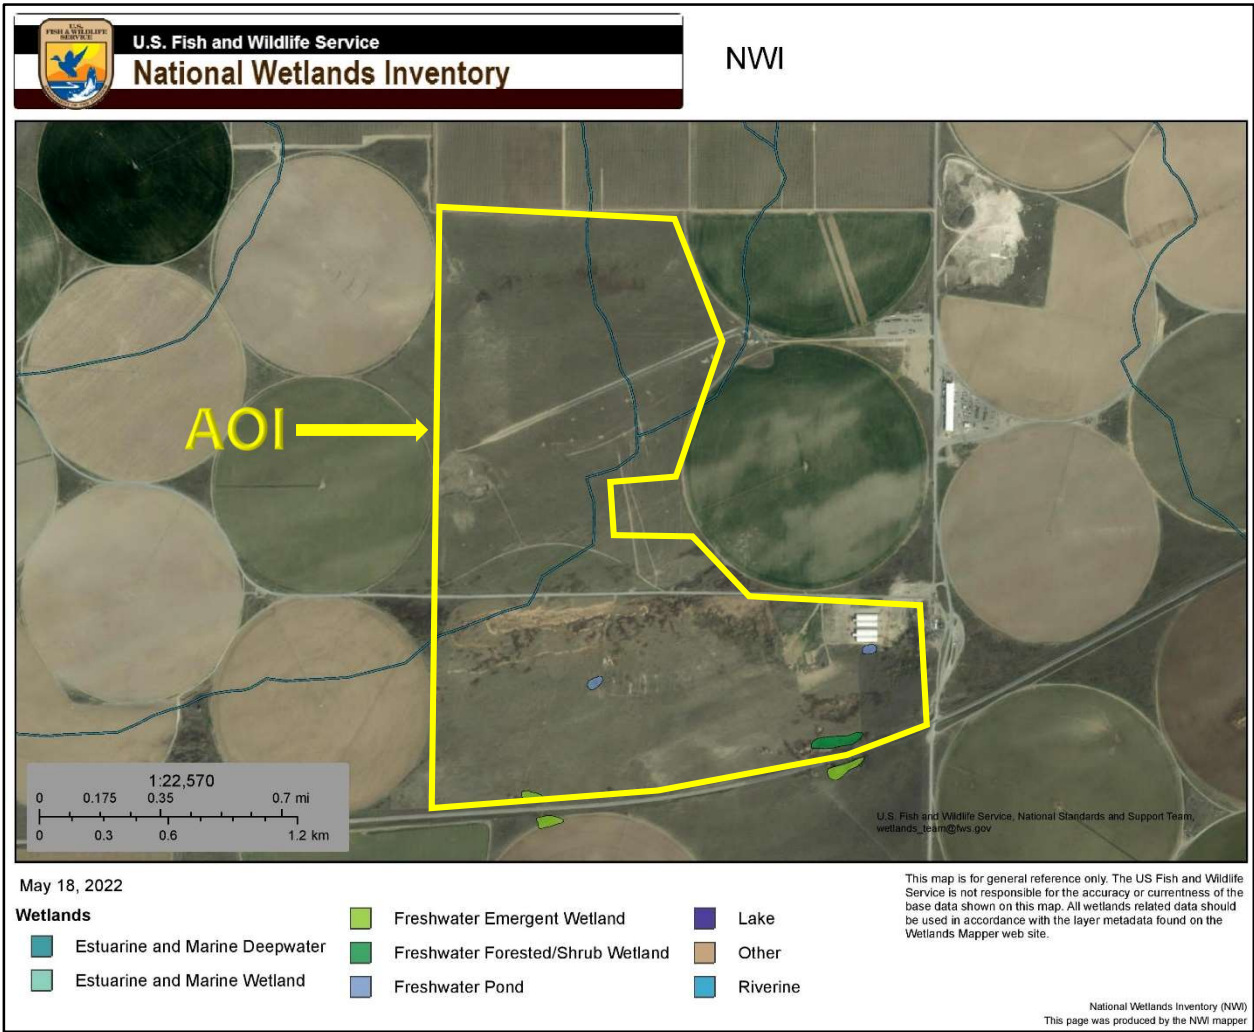 U.S.
FISH & WILDLIFE
SERVICE
U.S. Fish and Wildlife Service
National Wetlands Inventory
NWI
AOI
1:22,570
0 0.175 0.35 0.7 mi
0 0.3 0.6 1.2 km
U.S. Fish and Wildlife Service, National Standards and Support Team,
wetlands_team@fws.gov
May 18, 2022
Wetlands
Estuarine and Marine Deepwater
Estuarine and Marine Wetland
Freshwater Emergent Wetland
Freshwater Forested/Shrub Wetland
Freshwater Pond
Lake
Other
Riverine
This map is for general reference only. The US Fish and Wildlife
Service is not responsible for the accuracy or currentness of the
base data shown on this map. All wetlands related data should
be used in accordance with the layer metadata found on the
Wetlands Mapper web site.
National Wetlands Inventory (NWI)
This page was produced by the NWI mapper